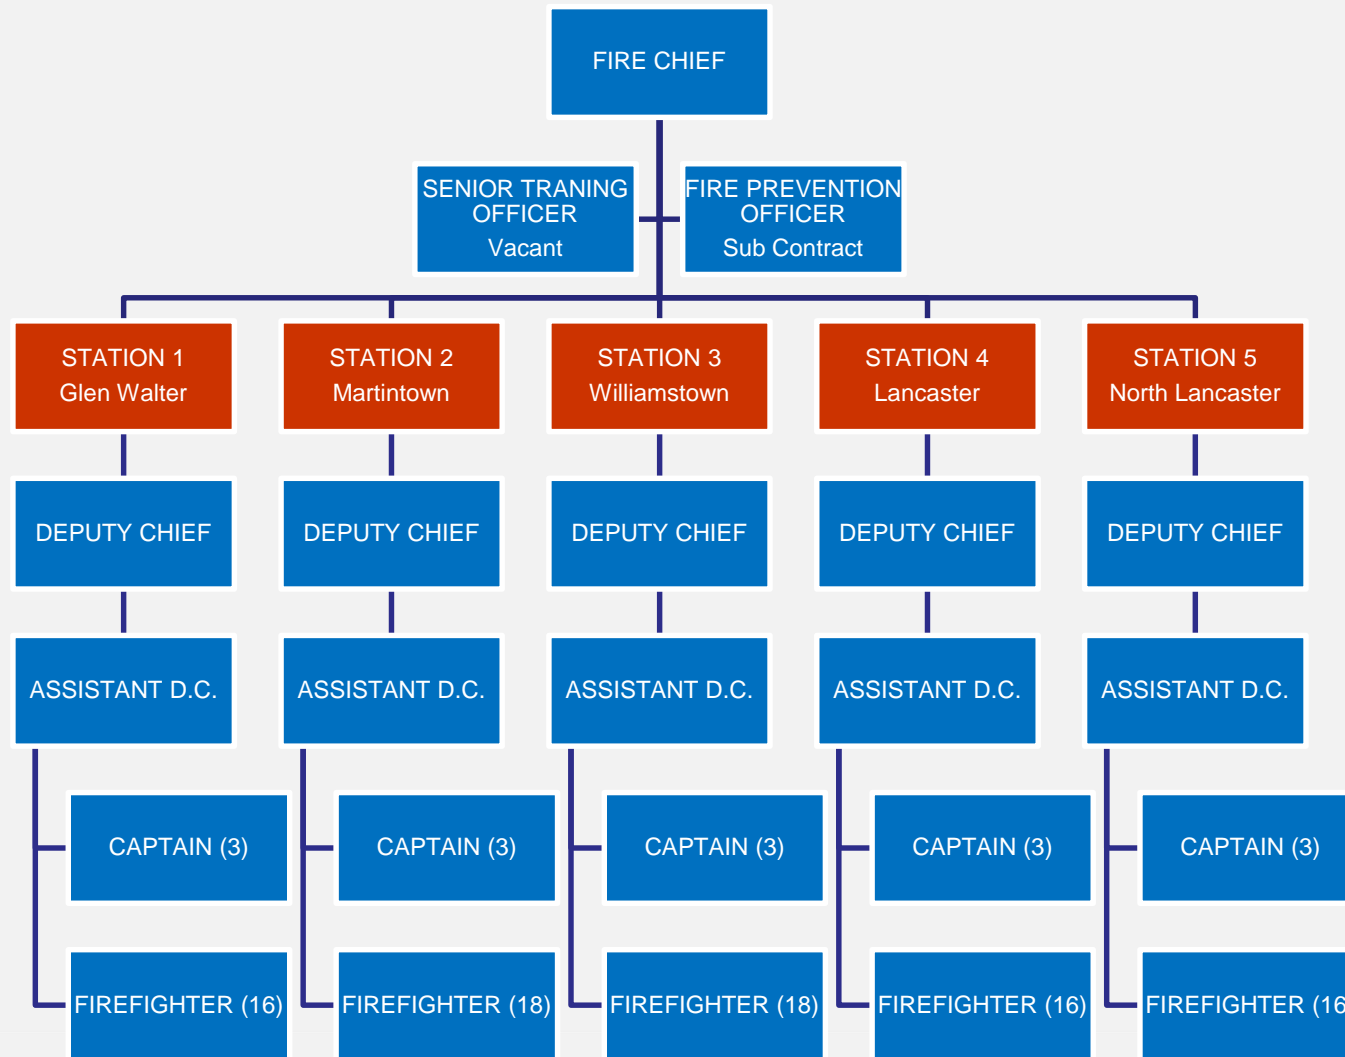 FIRE CHIEF
SENIOR TRANING
OFFICER
Vacant
FIRE PREVENTION
OFFICER
Sub Contract
STATION 1
Glen Walter
STATION 2
Martintown
STATION 3
Williamstown
STATION 4
Lancaster
STATION 5
North Lancaster
DEPUTY CHIEF
DEPUTY CHIEF
DEPUTY CHIEF
DEPUTY CHIEF
DEPUTY CHIEF
ASSISTANT D.C.
ASSISTANT D.C.
ASSISTANT D.C.
ASSISTANT D.C.
ASSISTANT D.C.
CAPTAIN (3)
CAPTAIN (3)
CAPTAIN (3)
CAPTAIN (3)
CAPTAIN (3)
FIREFIGHTER (16)
FIREFIGHTER (18)
FIREFIGHTER (18)
FIREFIGHTER (16)
FIREFIGHTER (16